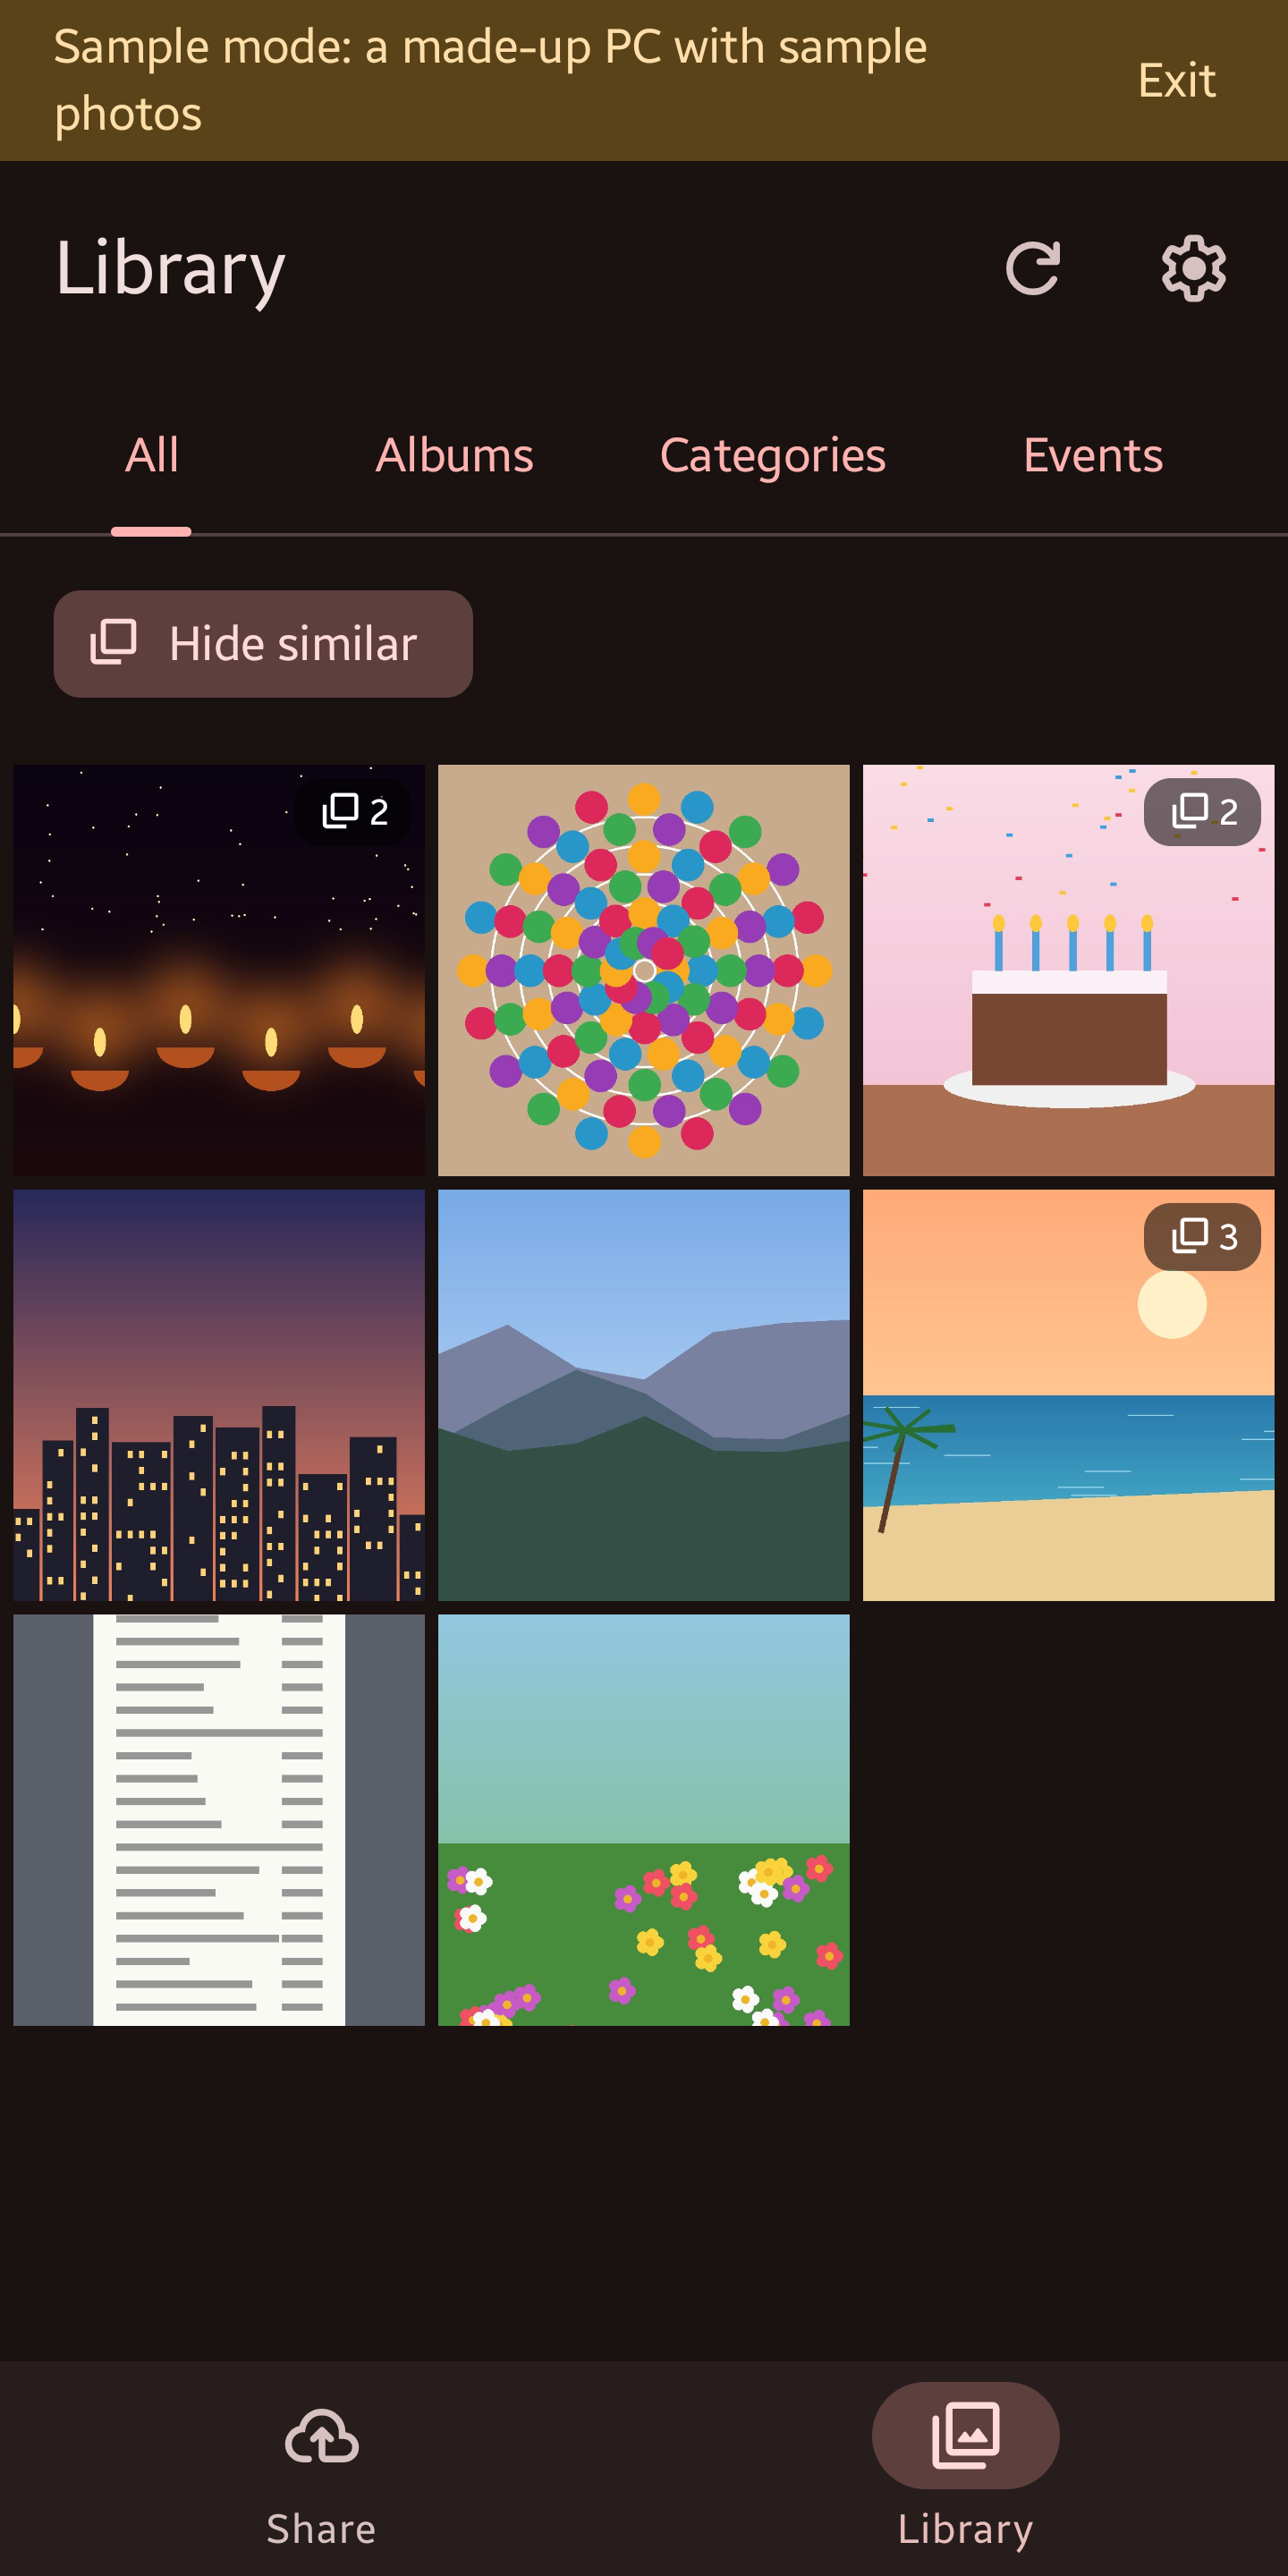 Sample mode: a made-up PC with sample
photos
Exit
Library
All
Albums
Categories
Events
Hide similar
2
2
3
Share
Library